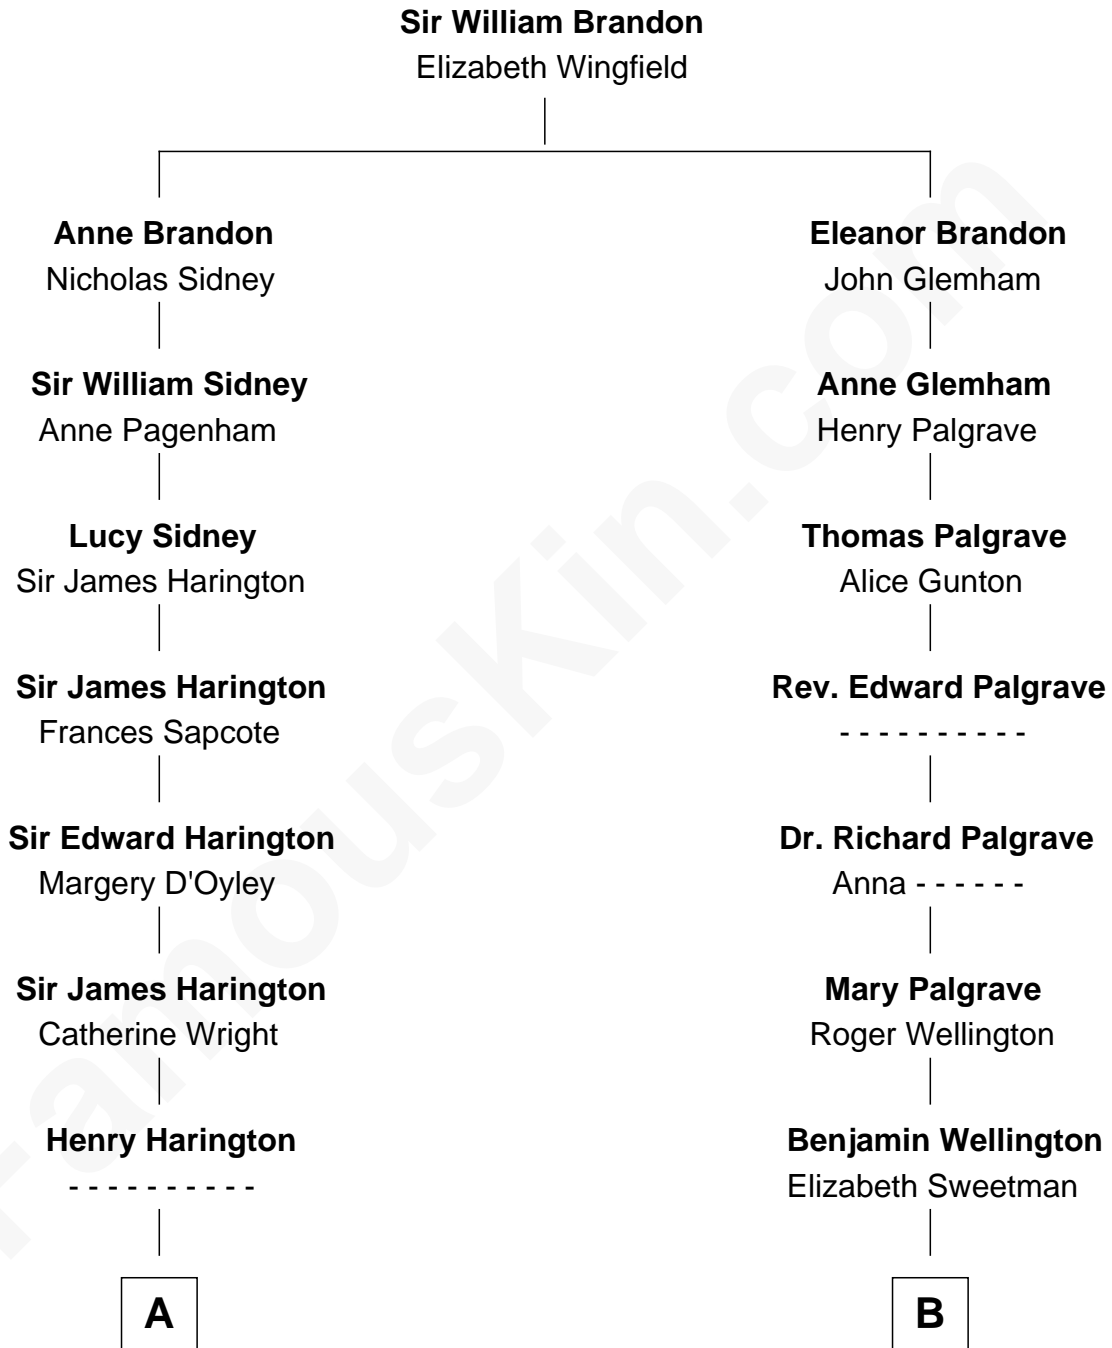 Sir William Brandon
Elizabeth Wingfield
Anne Brandon
Nicholas Sidney
Eleanor Brandon
John Glemham
Sir William Sidney
Anne Pagenham
Anne Glemham
Henry Palgrave
Lucy Sidney
Sir James Harington
Thomas Palgrave
Alice Gunton
Sir James Harington
Frances Sapcote
Rev. Edward Palgrave
- - - - - - - - - -
Sir Edward Harington
Margery D'Oyley
Dr. Richard Palgrave
Anna - - - - - -
Sir James Harington
Catherine Wright
Mary Palgrave
Roger Wellington
Henry Harington
- - - - - - - - - -
Benjamin Wellington
Elizabeth Sweetman
A
B
FamousKin.com